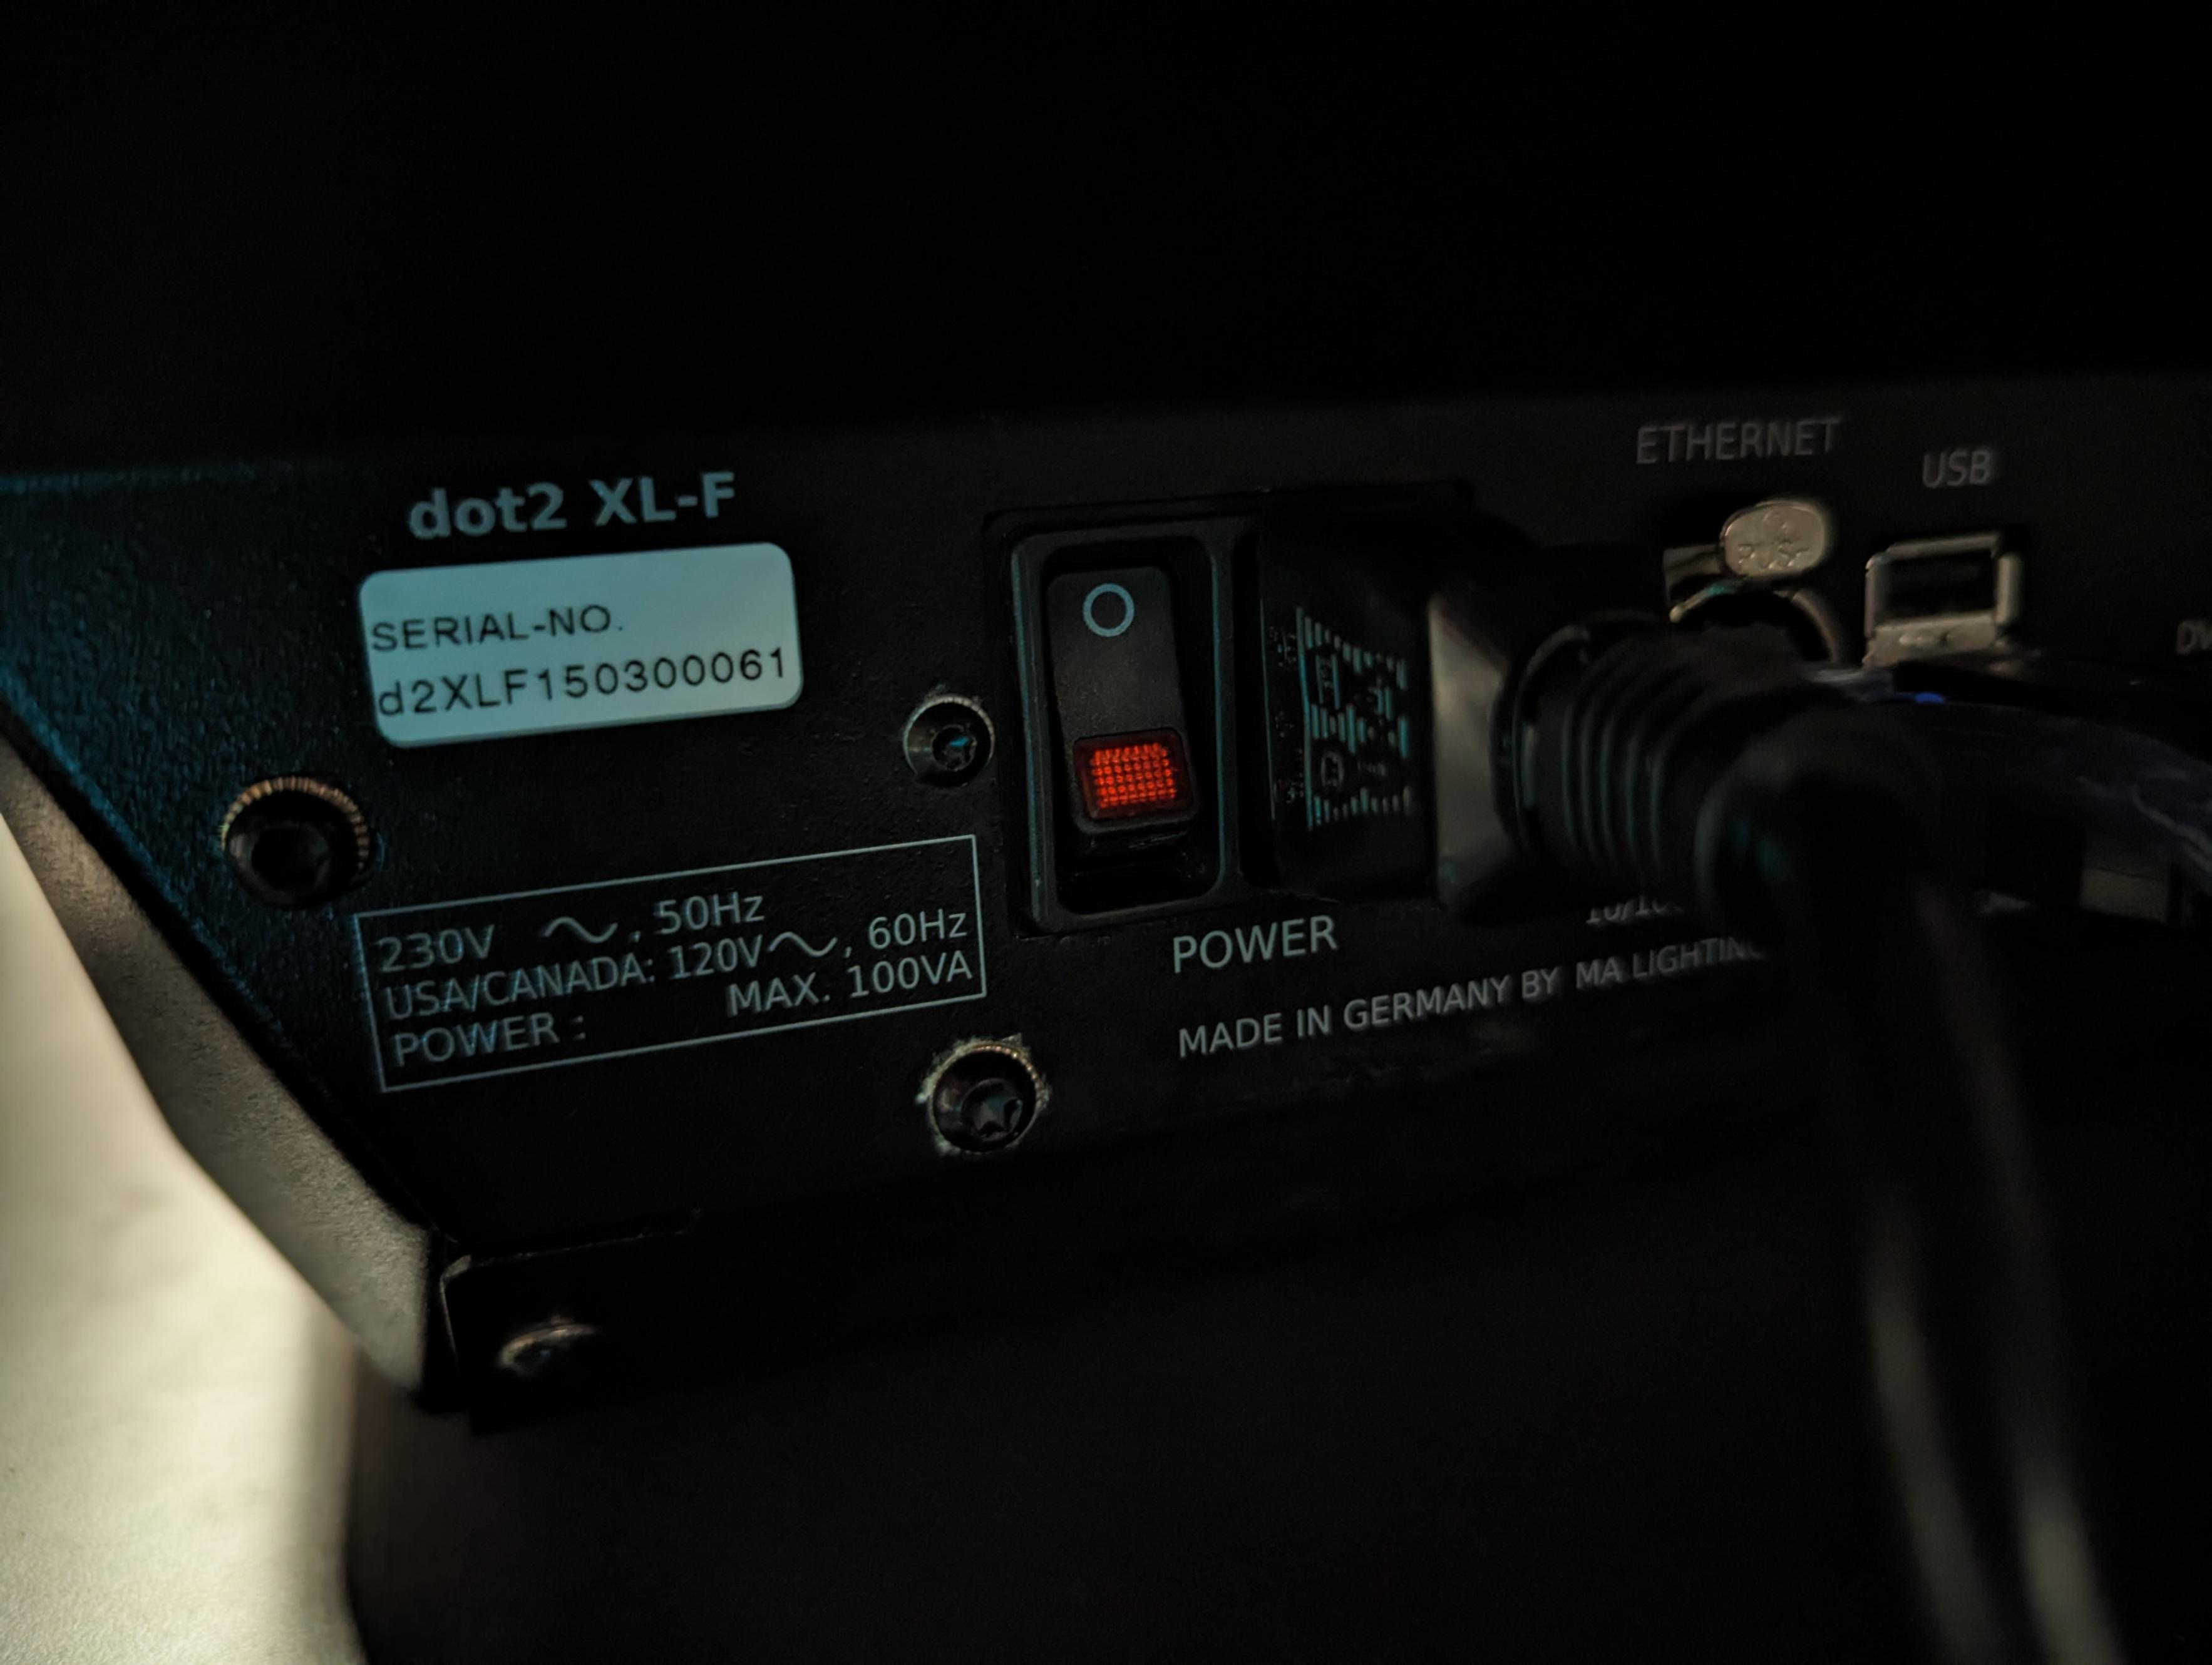 dot2 XL-F
SERIAL-NO.
d2XLF150300061
230V ~, 50Hz
USA/CANADA: 120V~, 60Hz
POWER : MAX. 100VA
POWER
ETHERNET
PUSH
USB
MADE IN GERMANY BY MA LIGHTING